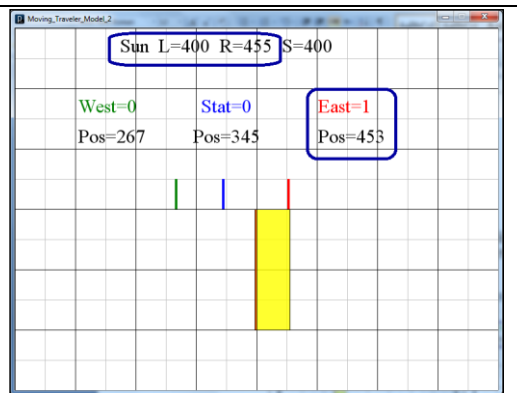 Moving_Traveler_Model_2
Sun L=400 R=455 S=400
West=0 Stat=0 East=1
Pos=267 Pos=345 Pos=453